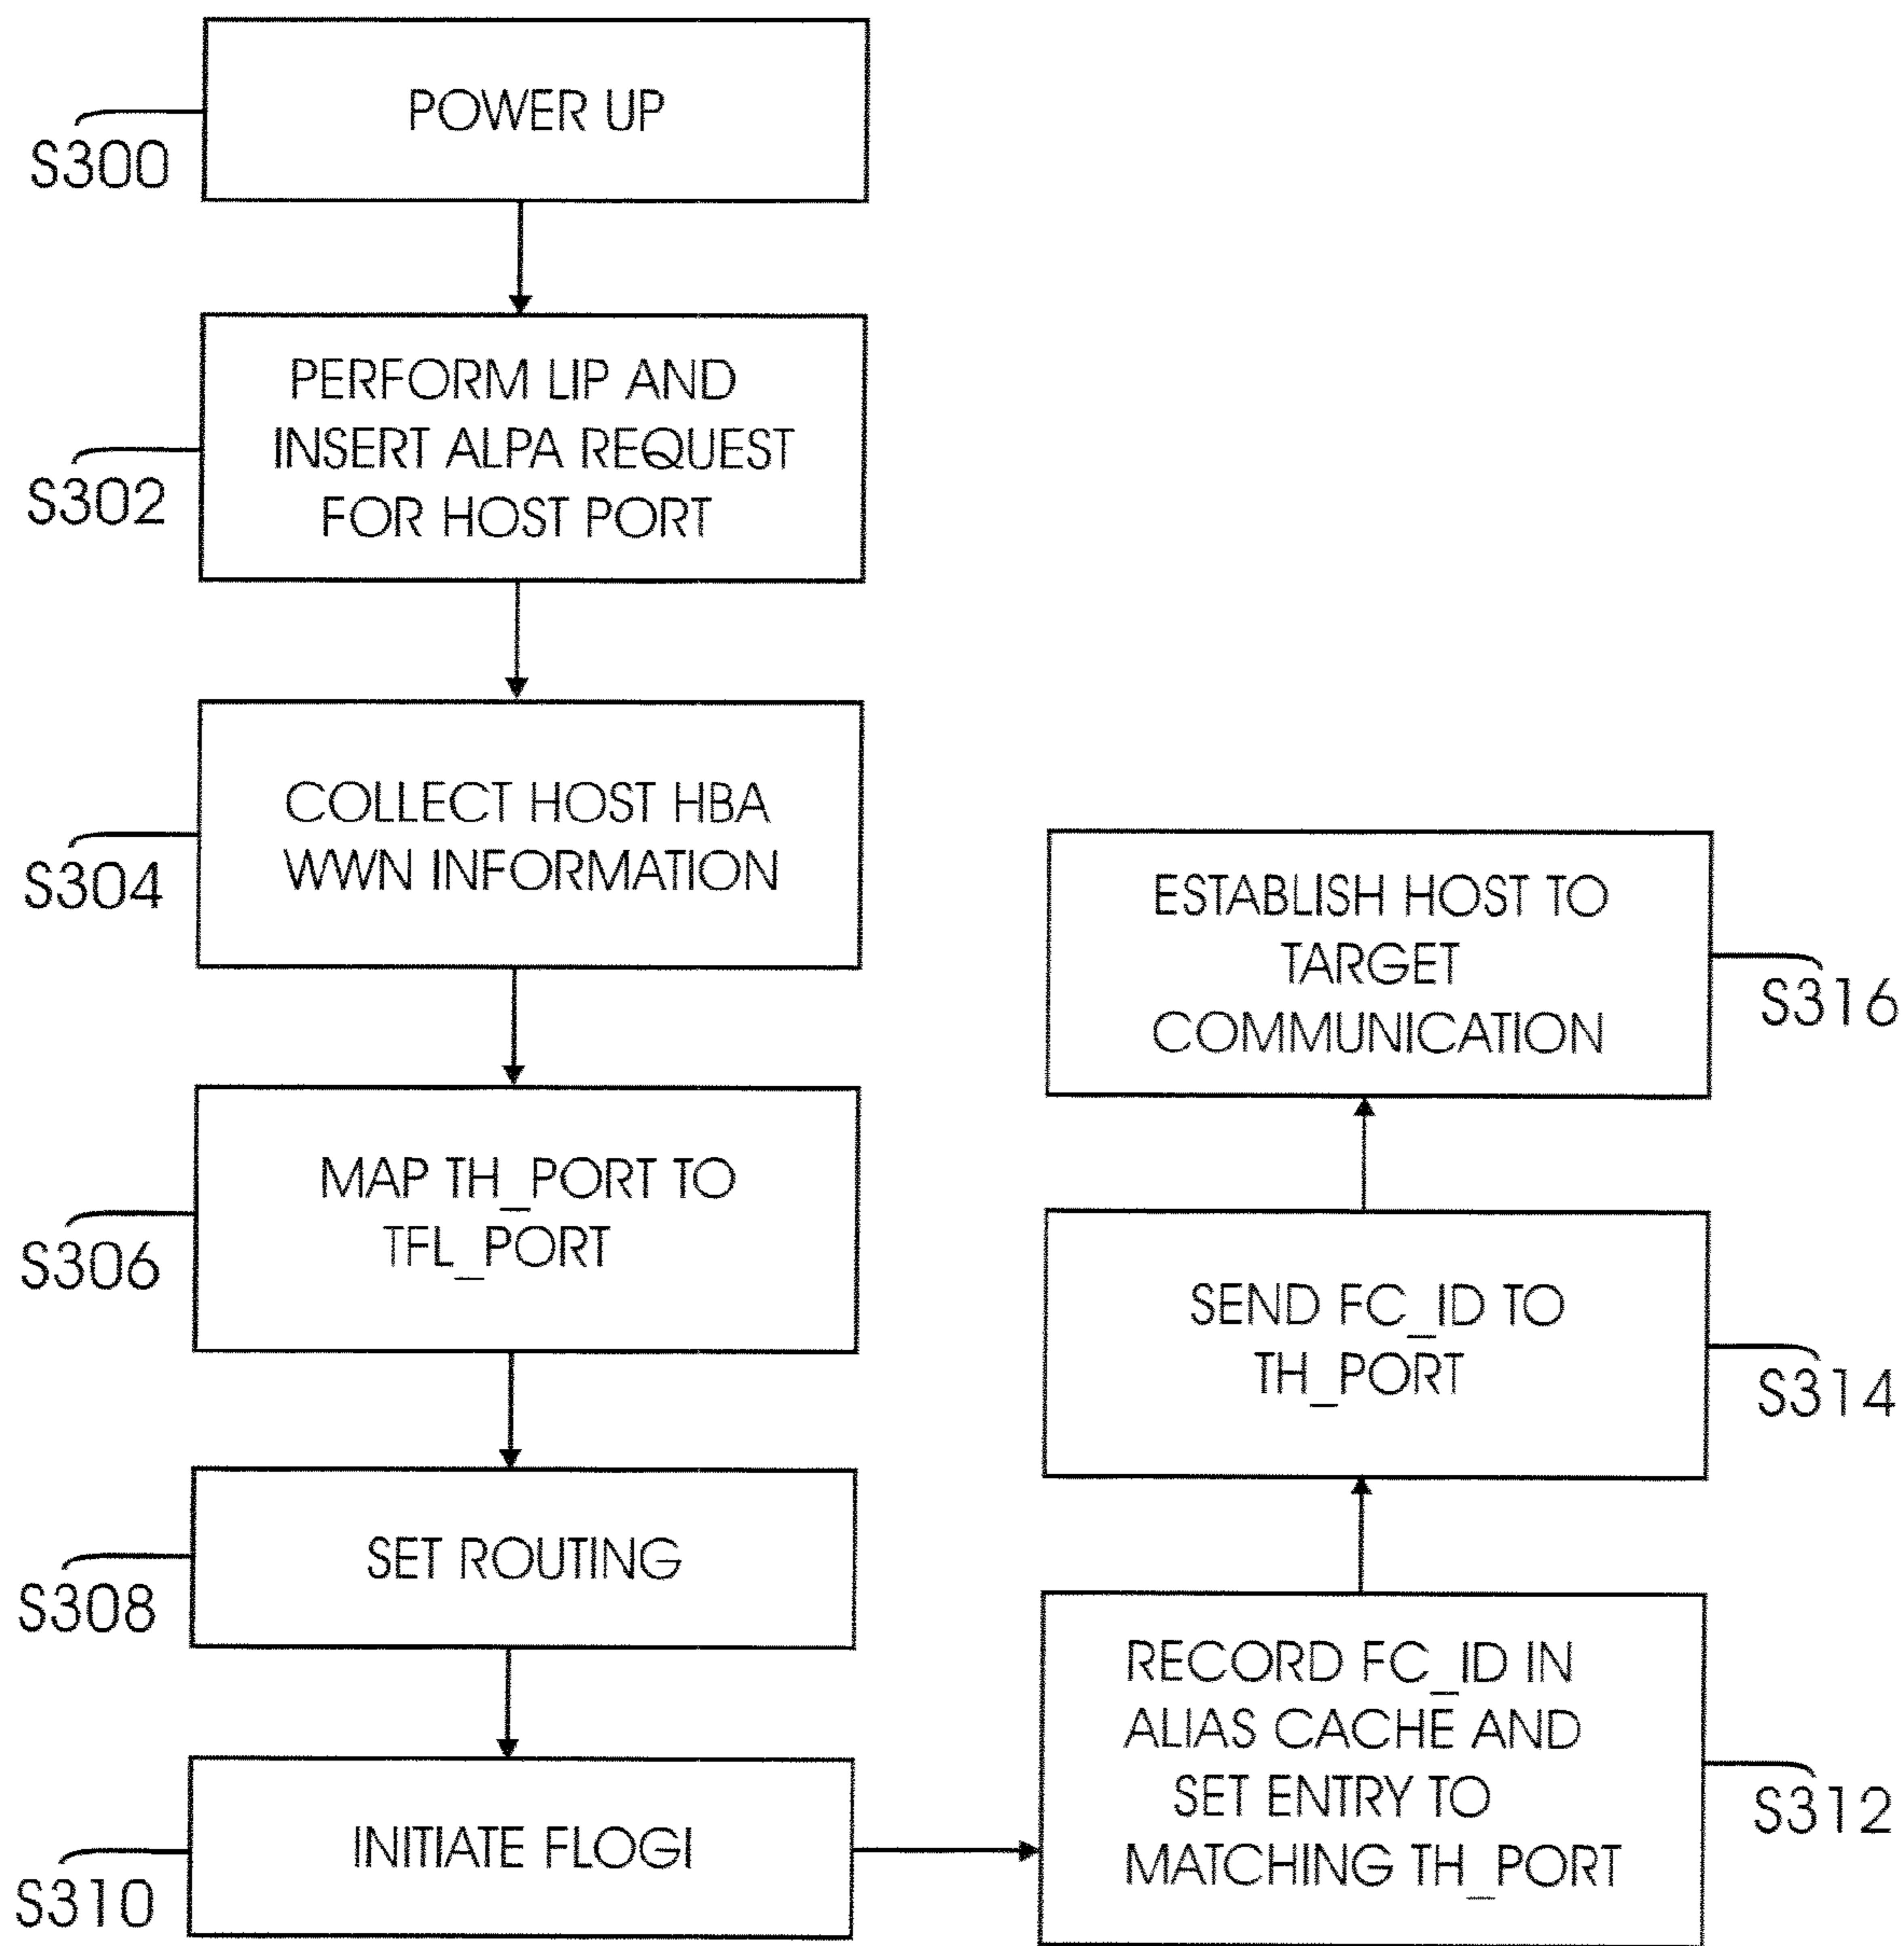 POWER UP
S300
PERFORM LIP AND
INSERT ALPA REQUEST
FOR HOST PORT
S302
COLLECT HOST HBA
WWN INFORMATION
S304
MAP TH_PORT TO
TFL_PORT
S306
SET ROUTING
S308
INITIATE FLOGI
S310
RECORD FC_ID IN
ALIAS CACHE AND
SET ENTRY TO
MATCHING TH_PORT
S312
SEND FC_ID TO
TH_PORT
S314
ESTABLISH HOST TO
TARGET
COMMUNICATION
S316